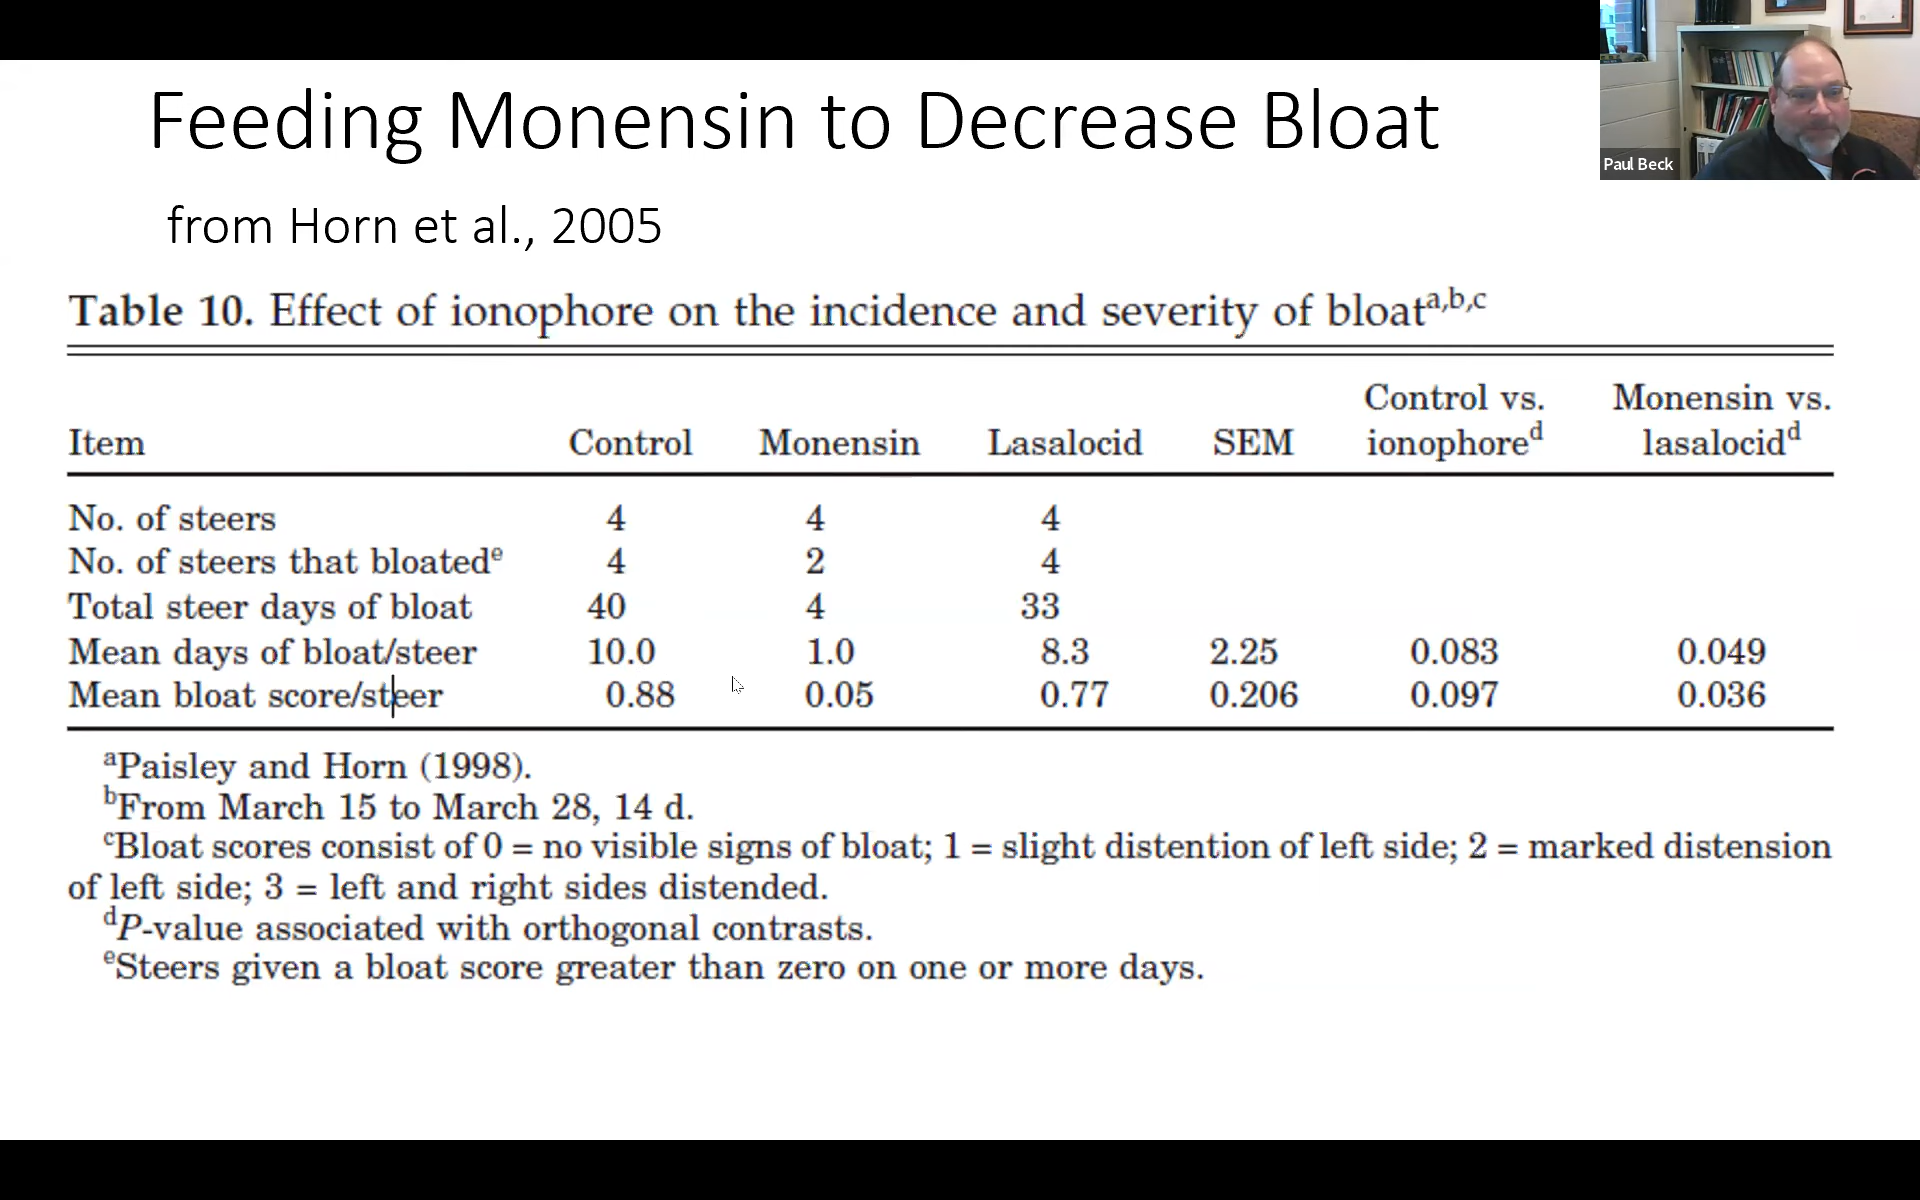 Feeding Monensin to Decrease Bloat
Paul Beck
from Horn et al., 2005
Table 10. Effect of ionophore on the incidence and severity of bloat^a,b,c
Control vs. Monensin vs.
Item Control Monensin Lasalocid SEM ionophore^d lasalocid^d
No. of steers 4 4 4
No. of steers that bloated^e 4 2 4
Total steer days of bloat 40 4 33
Mean days of bloat/steer 10.0 1.0 8.3 2.25 0.083 0.049
Mean bloat score/steer 0.88 0.05 0.77 0.206 0.097 0.036
^aPaisley and Horn (1998).
^bFrom March 15 to March 28, 14 d.
^cBloat scores consist of 0 = no visible signs of bloat; 1 = slight distention of left side; 2 = marked distension
of left side; 3 = left and right sides distended.
^dP-value associated with orthogonal contrasts.
^eSteers given a bloat score greater than zero on one or more days.